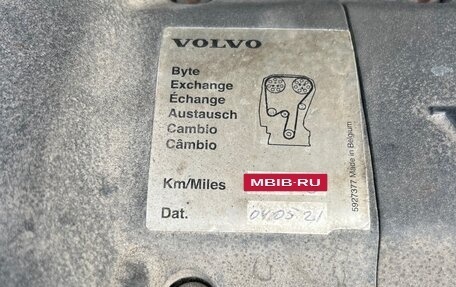 VOLVO
Byte
Exchange
Échange
Austausch
Cambio
Câmbio
Km/Miles MBIB·RU
Dat. 04.05 21
5927377 Made in Belgium